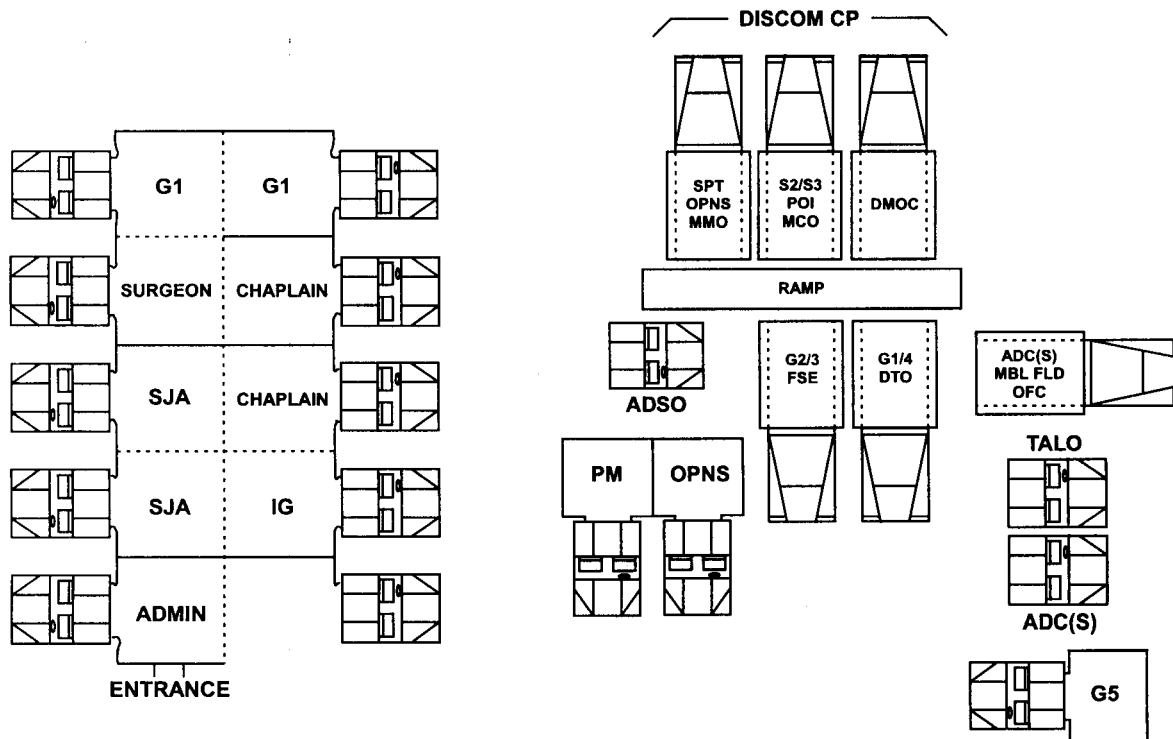 DISCOM CP
G1
G1
SPT
OPNS
MMO
S2/S3
POI
MCO
DMOC
SURGEON
CHAPLAIN
RAMP
SJA
CHAPLAIN
ADSO
G2/3
FSE
G1/4
DTO
ADC(S)
MBL FLD
OFC
SJA
IG
PM
OPNS
TALO
ADMIN
ADC(S)
ENTRANCE
G5